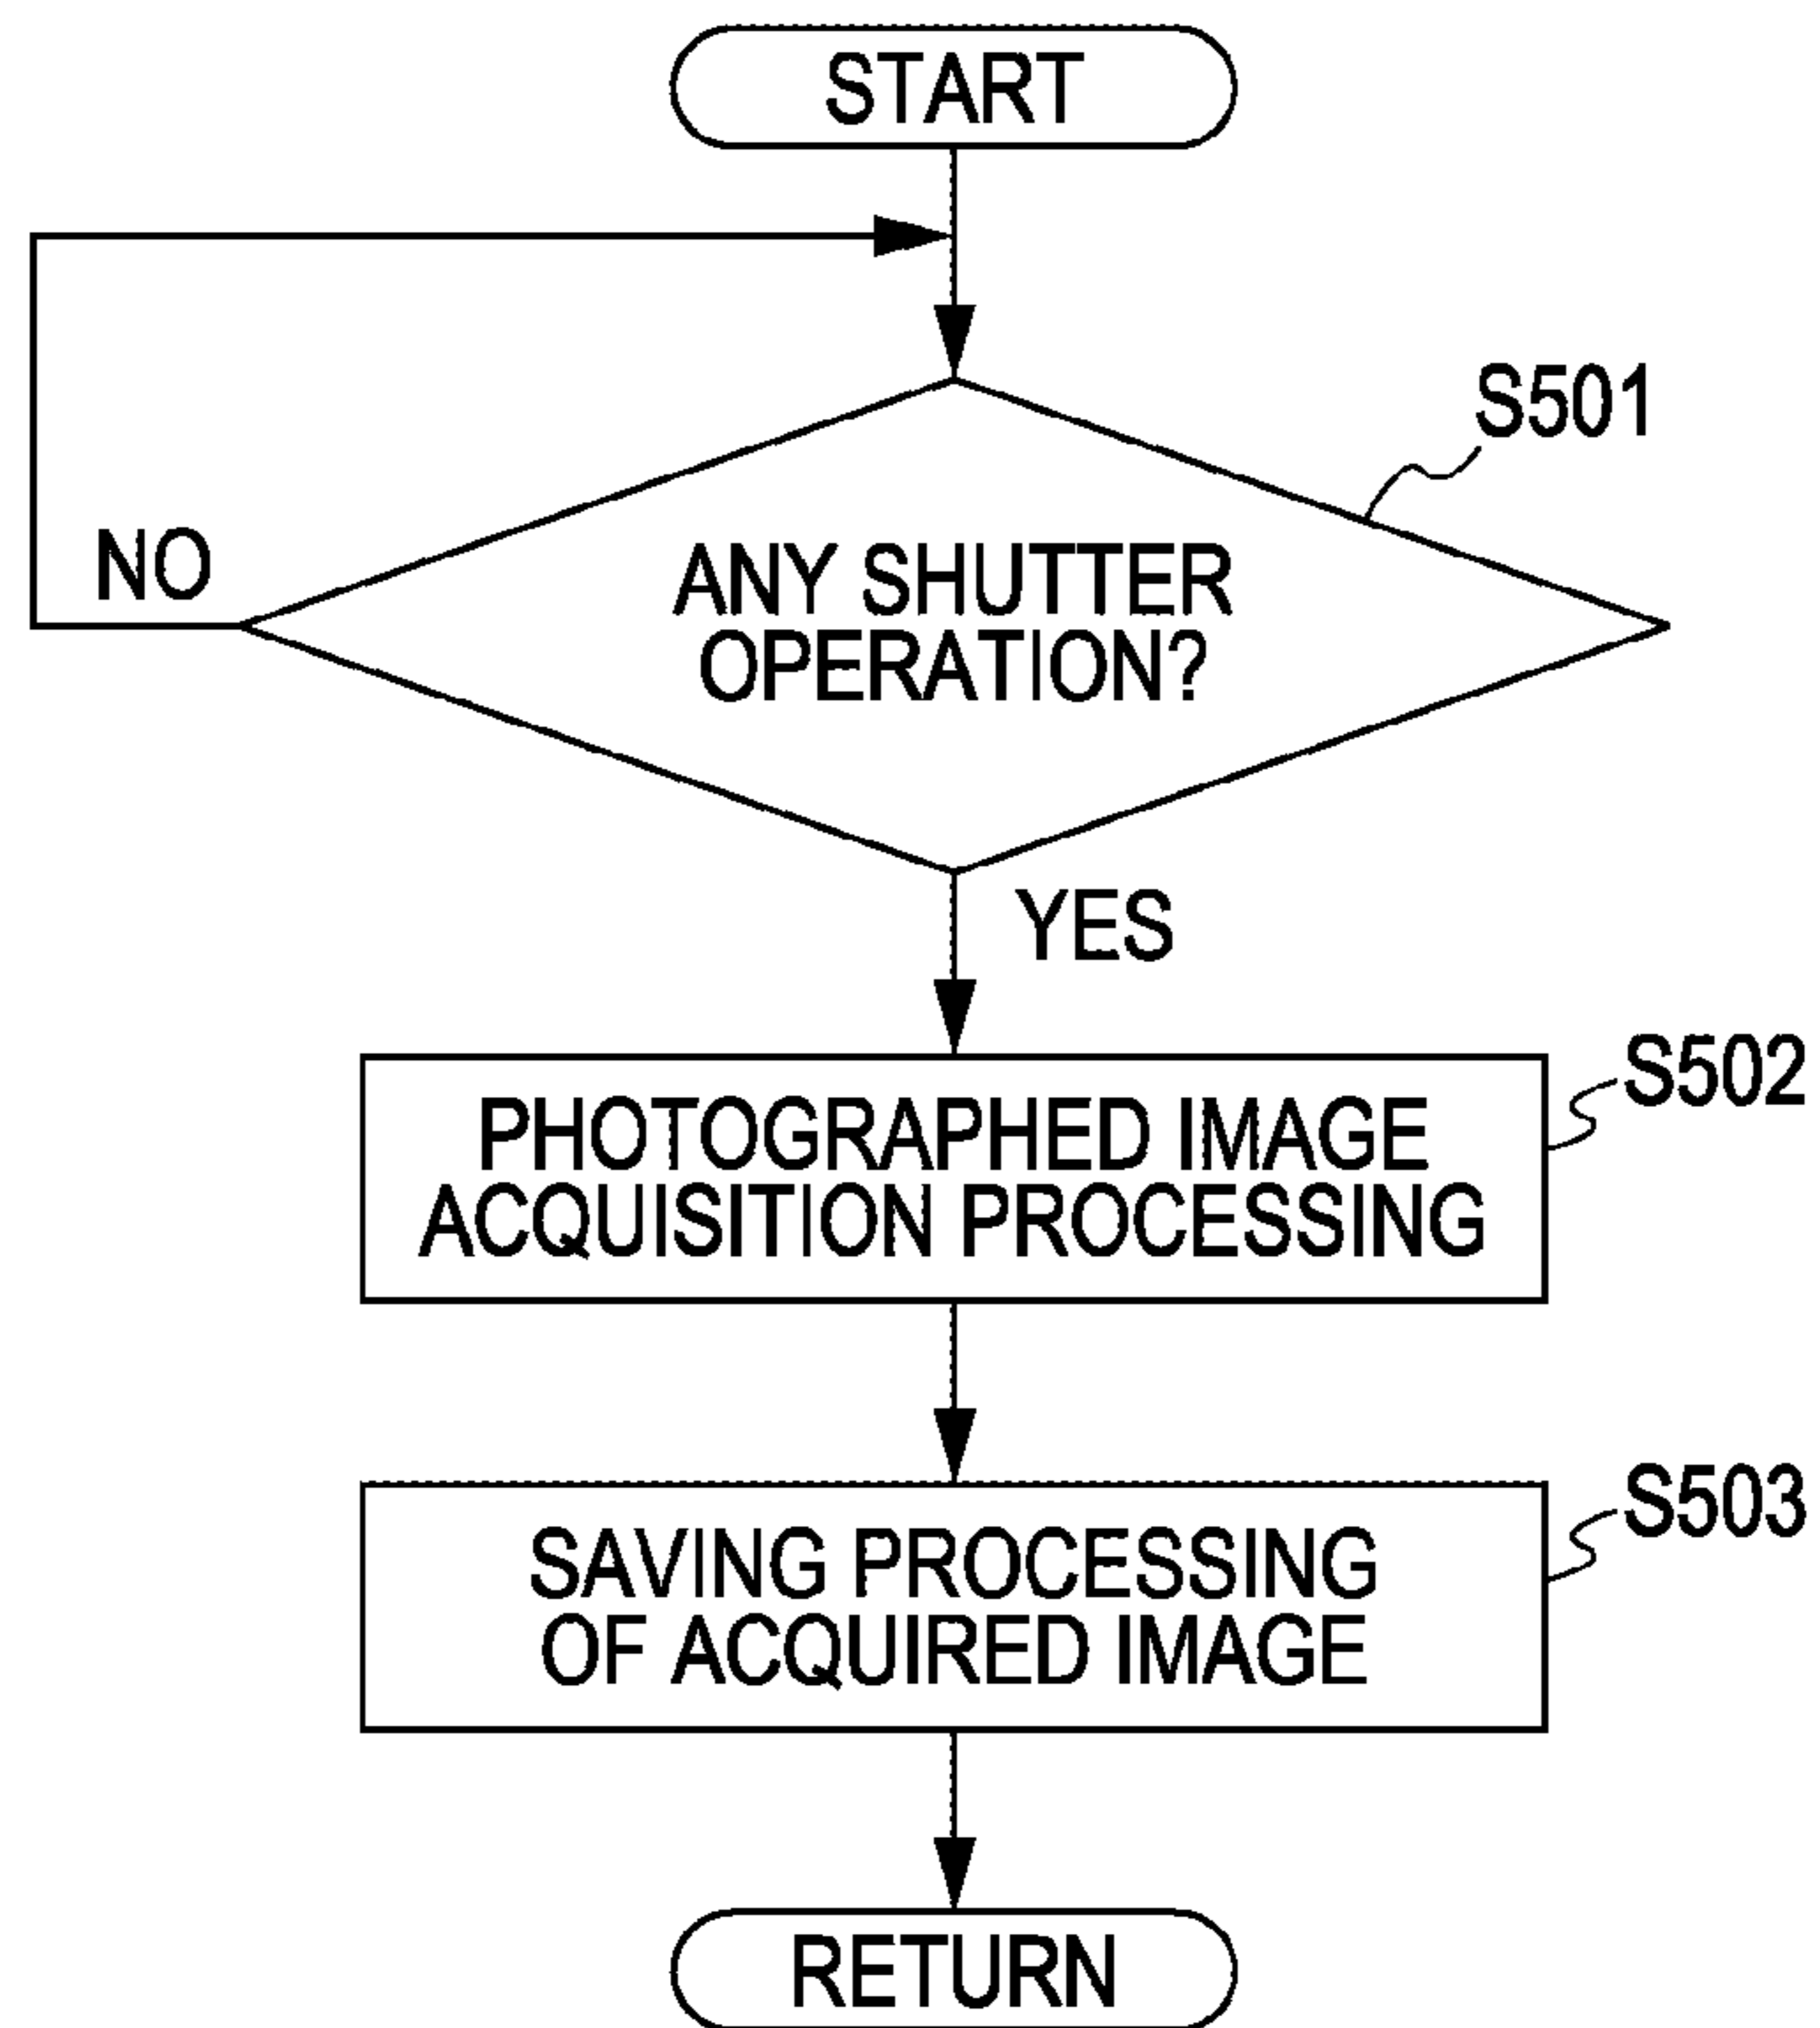 START
S501
NO
ANY SHUTTER
OPERATION?
YES
S502
PHOTOGRAPHED IMAGE
ACQUISITION PROCESSING
S503
SAVING PROCESSING
OF ACQUIRED IMAGE
RETURN